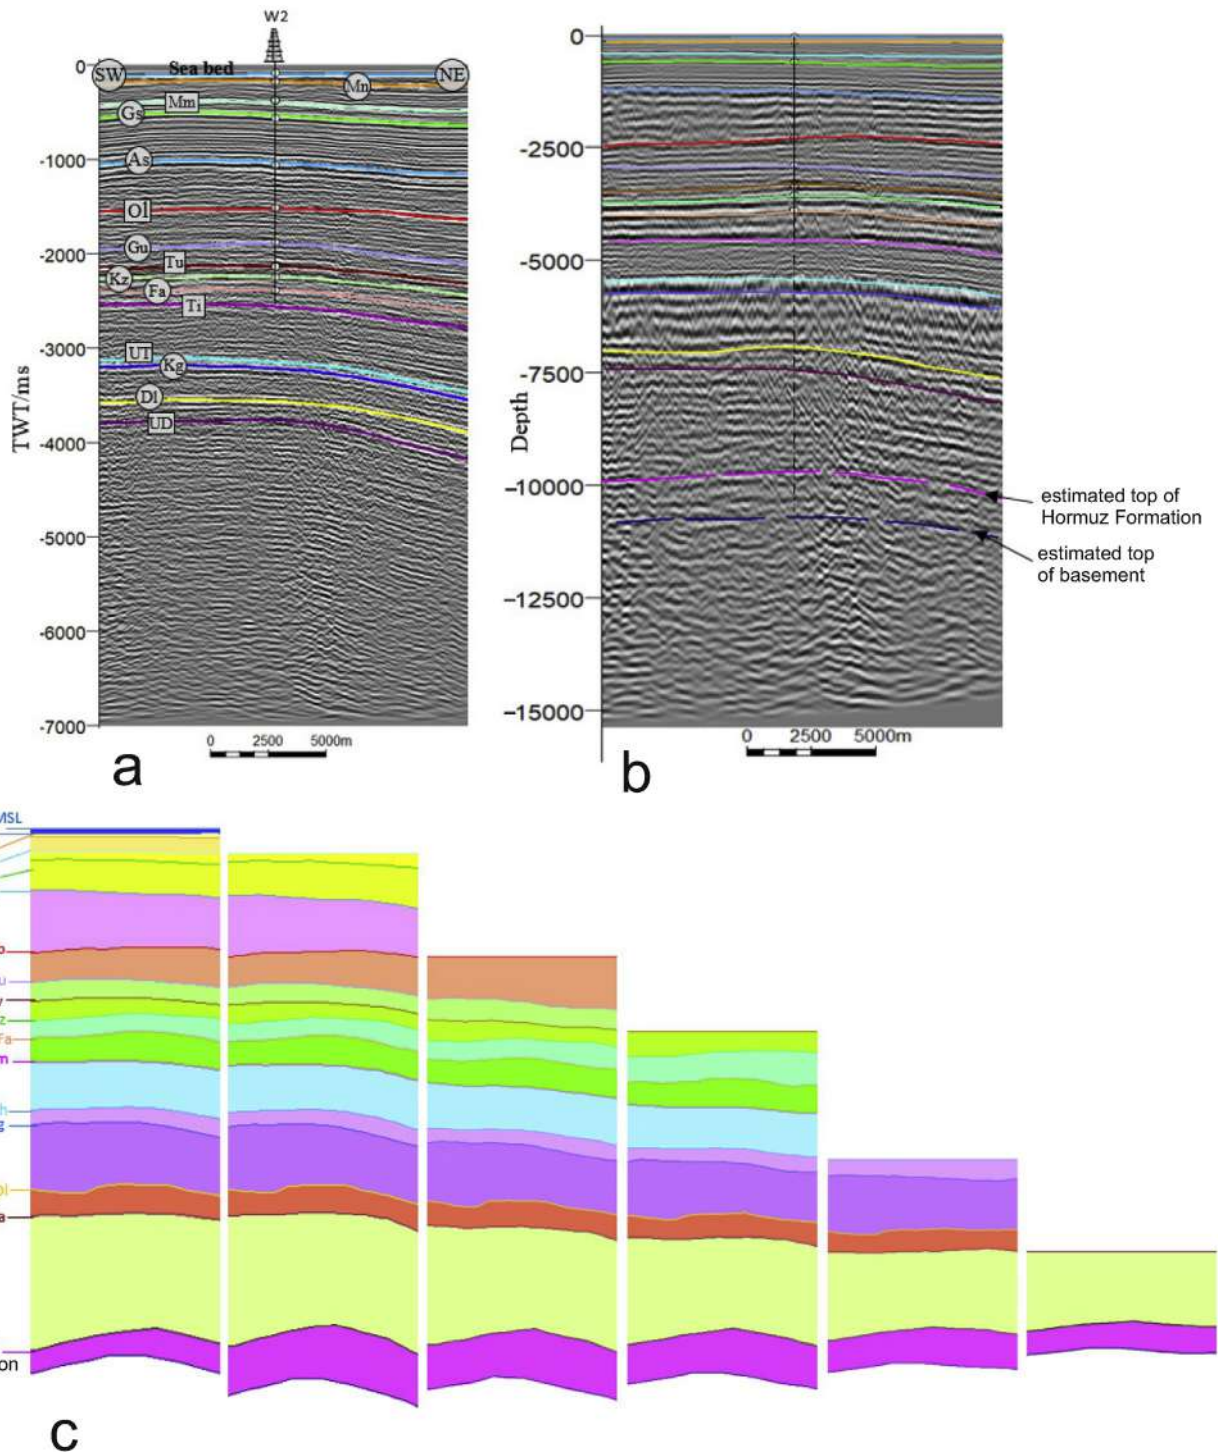 W2
0
SW
Sea bed
NE
Mn
Mm
Gs
-1000
As
Ol
-2000
Gu
Tu
Kz
Fa
Ti
-3000
UT
Kg
Dl
UD
-4000
-5000
-6000
-7000
TWT/ms
0 2500 5000m
a
0
-2500
-5000
-7500
Depth
-10000
-12500
-15000
estimated top of
Hormuz Formation
estimated top
of basement
0 2500 5000m
b
MSL
z
Fa
m
h
g
ol
a
on
c